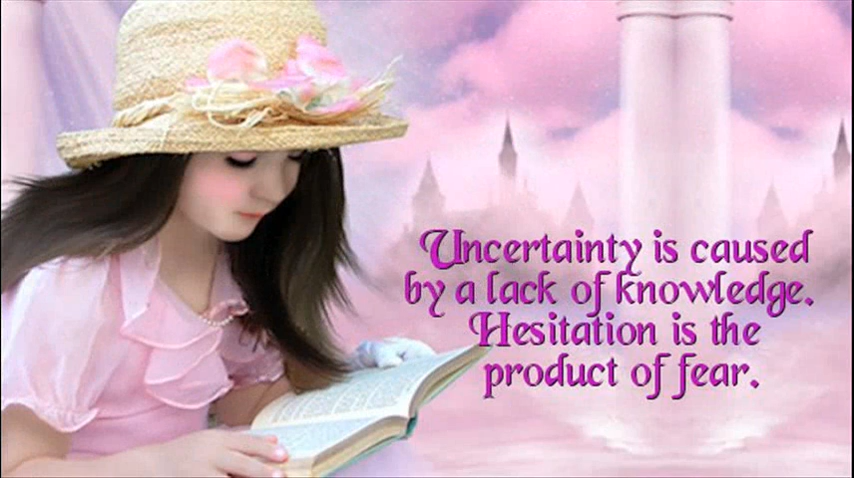 Uncertainty is caused
by a lack of knowledge.
Hesitation is the
product of fear.